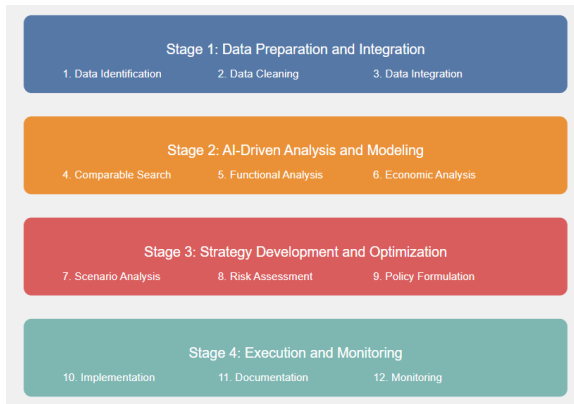 Stage 1: Data Preparation and Integration
1. Data Identification 2. Data Cleaning 3. Data Integration
Stage 2: AI-Driven Analysis and Modeling
4. Comparable Search 5. Functional Analysis 6. Economic Analysis
Stage 3: Strategy Development and Optimization
7. Scenario Analysis 8. Risk Assessment 9. Policy Formulation
Stage 4: Execution and Monitoring
10. Implementation 11. Documentation 12. Monitoring